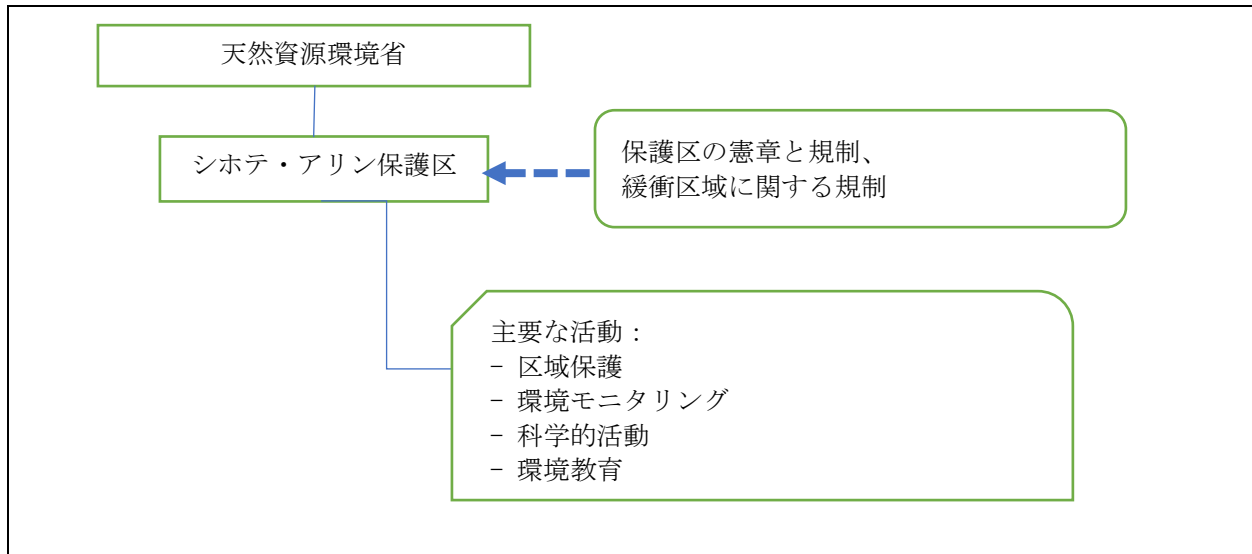 天然資源環境省
シホテ・アリン保護区
保護区の憲章と規制、
緩衝区域に関する規制
主要な活動：
- 区域保護
- 環境モニタリング
- 科学的活動
- 環境教育